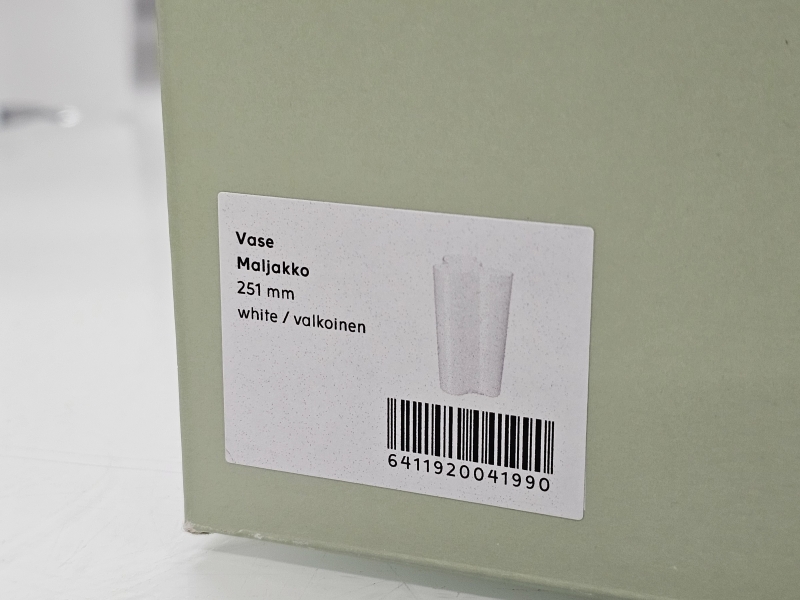 Vase
Maljakko
251 mm
white / valkoinen
6411920041990